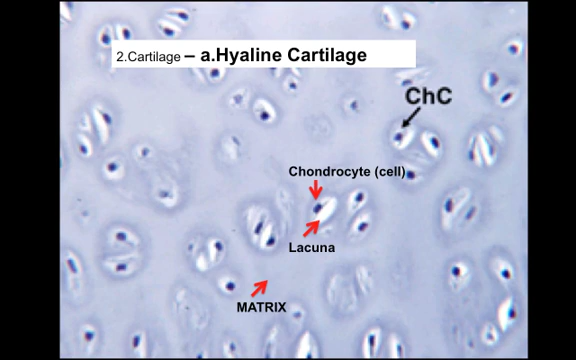 2.Cartilage – a.Hyaline Cartilage
ChC
Chondrocyte (cell)
Lacuna
MATRIX